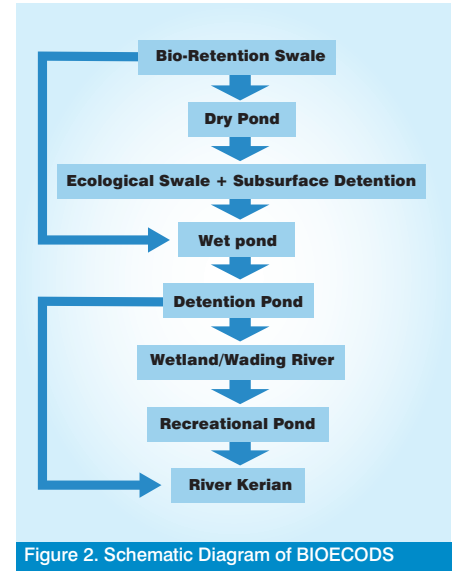 Bio-Retention Swale
Dry Pond
Ecological Swale + Subsurface Detention
Wet pond
Detention Pond
Wetland/Wading River
Recreational Pond
River Kerian
Figure 2. Schematic Diagram of BIOECODS